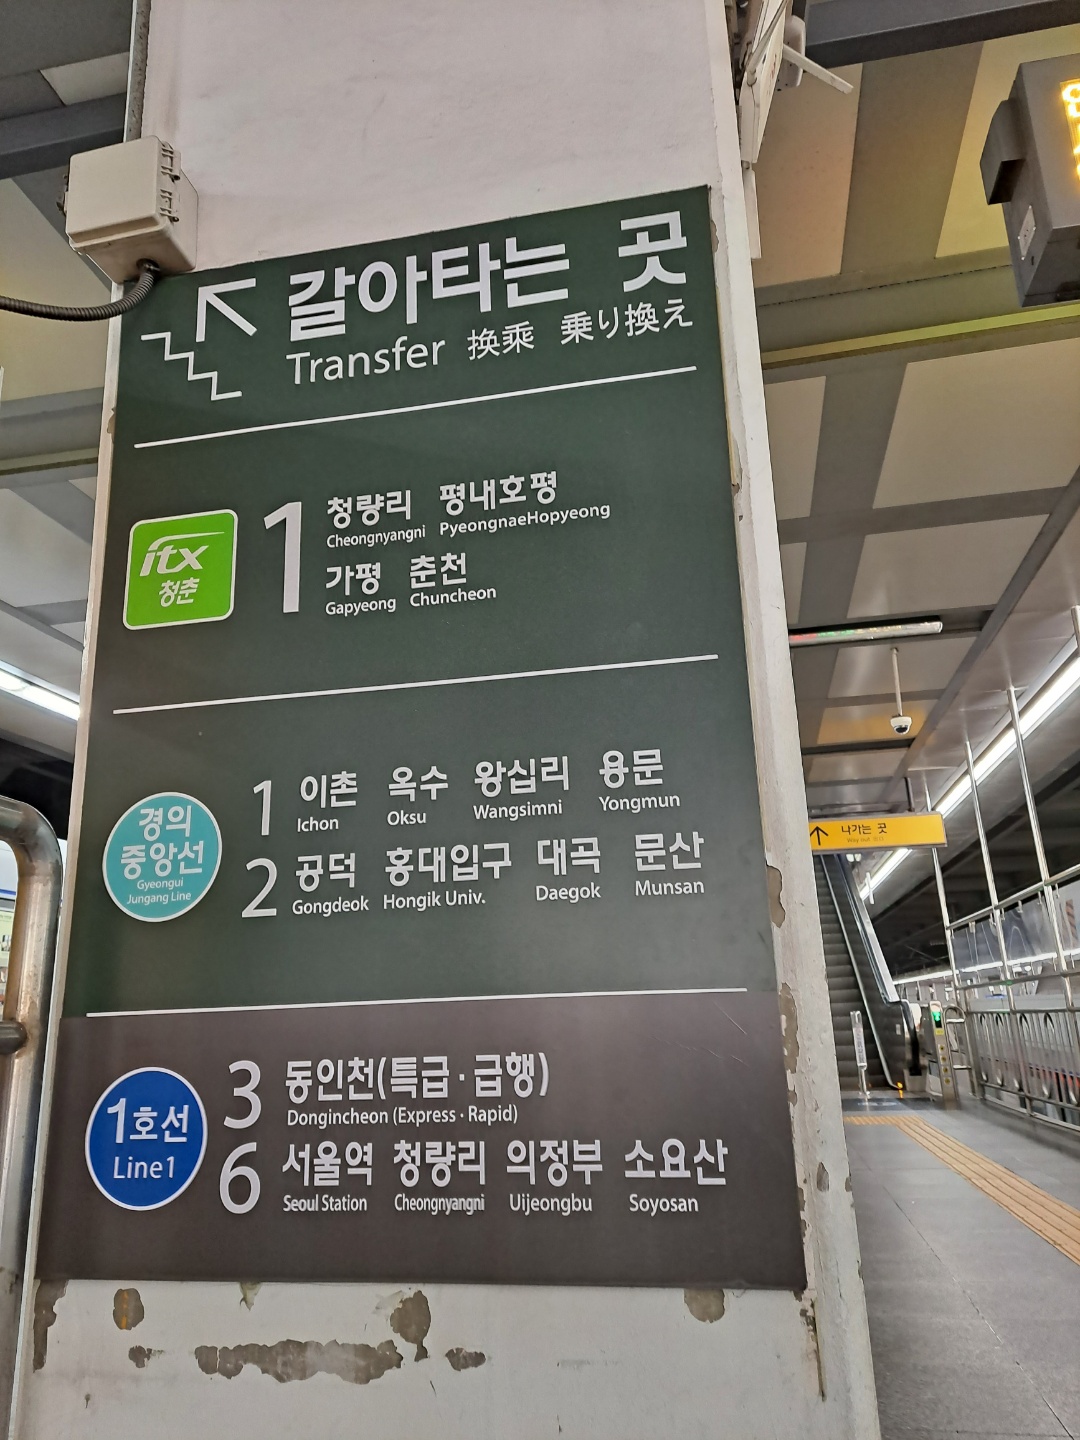 갈아타는 곳
Transfer 换乘 乗り換え
itx
청춘
1
청량리 평내호평
Cheongnyangni PyeongnaeHopyeong
가평 춘천
Gapyeong Chuncheon
경의
중앙선
Gyeongui
Jungang Line
1 이촌 옥수 왕십리 용문
Ichon Oksu Wangsimni Yongmun
2 공덕 홍대입구 대곡 문산
Gongdeok Hongik Univ. Daegok Munsan
1호선
Line1
3 동인천(특급·급행)
Dongincheon (Express·Rapid)
6 서울역 청량리 의정부 소요산
Seoul Station Cheongnyangni Uijeongbu Soyosan
나가는 곳
Way out